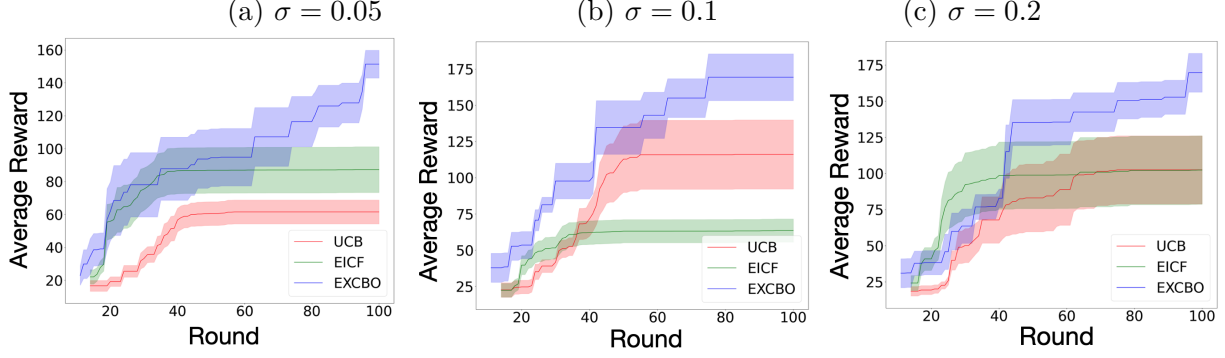 (a) σ = 0.05
(b) σ = 0.1
(c) σ = 0.2
Average Reward
160
140
120
100
80
60
40
20
20
40
60
80
100
Round
UCB
EICF
EXCBO
Average Reward
175
150
125
100
75
50
25
20
40
60
80
100
Round
UCB
EICF
EXCBO
Average Reward
175
150
125
100
75
50
25
20
40
60
80
100
Round
UCB
EICF
EXCBO